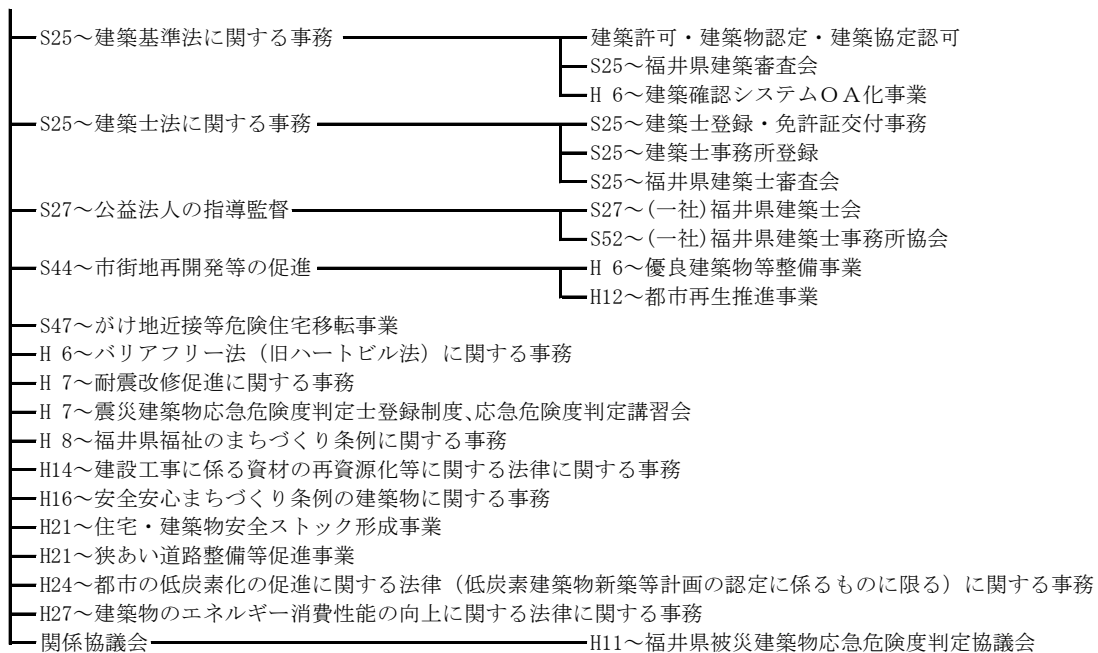 S25～建築基準法に関する事務 建築許可・建築物認定・建築協定認可
S25～福井県建築審査会
H 6～建築確認システムＯＡ化事業
S25～建築士法に関する事務 S25～建築士登録・免許証交付事務
S25～建築士事務所登録
S25～福井県建築士審査会
S27～公益法人の指導監督 S27～(一社)福井県建築士会
S52～(一社)福井県建築士事務所協会
S44～市街地再開発等の促進 H 6～優良建築物等整備事業
H12～都市再生推進事業
S47～がけ地近接等危険住宅移転事業
H 6～バリアフリー法（旧ハートビル法）に関する事務
H 7～耐震改修促進に関する事務
H 7～震災建築物応急危険度判定士登録制度、応急危険度判定講習会
H 8～福井県福祉のまちづくり条例に関する事務
H14～建設工事に係る資材の再資源化等に関する法律に関する事務
H16～安全安心まちづくり条例の建築物に関する事務
H21～住宅・建築物安全ストック形成事業
H21～狭あい道路整備等促進事業
H24～都市の低炭素化の促進に関する法律（低炭素建築物新築等計画の認定に係るものに限る）に関する事務
H27～建築物のエネルギー消費性能の向上に関する法律に関する事務
関係協議会 H11～福井県被災建築物応急危険度判定協議会